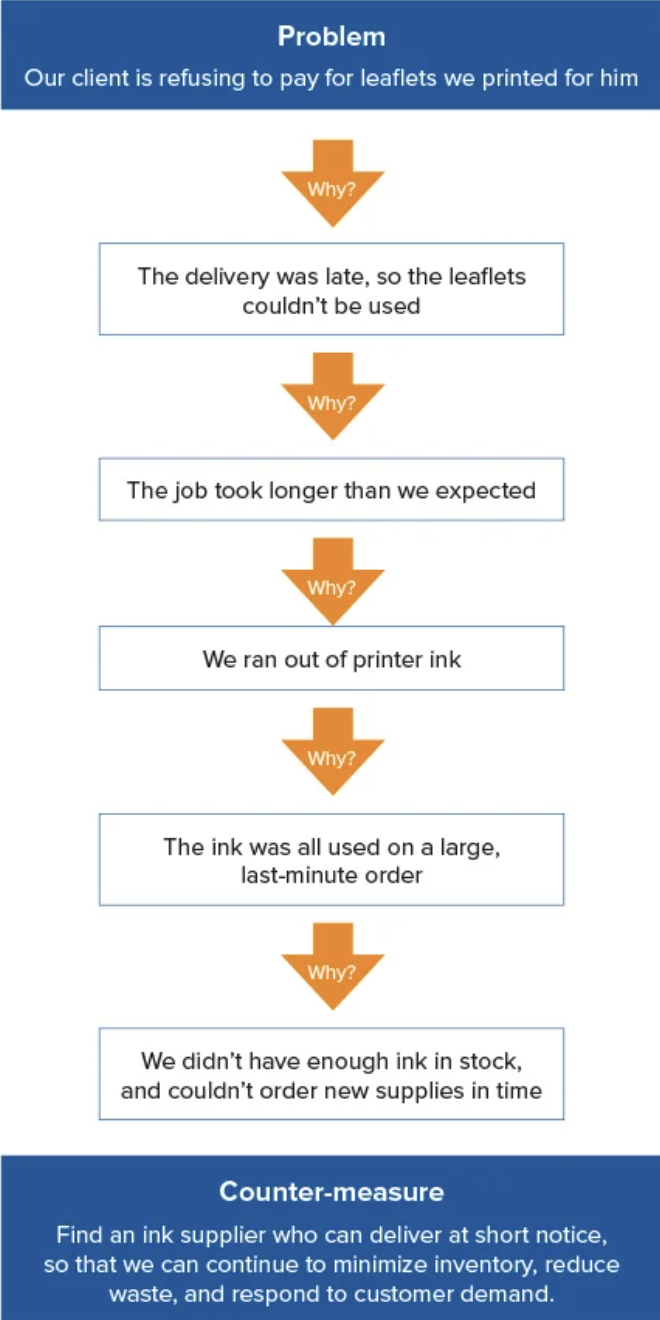 Problem
Our client is refusing to pay for leaflets we printed for him
Why?
The delivery was late, so the leaflets
couldn’t be used
Why?
The job took longer than we expected
Why?
We ran out of printer ink
Why?
The ink was all used on a large,
last-minute order
Why?
We didn’t have enough ink in stock,
and couldn’t order new supplies in time
Counter-measure
Find an ink supplier who can deliver at short notice,
so that we can continue to minimize inventory, reduce
waste, and respond to customer demand.